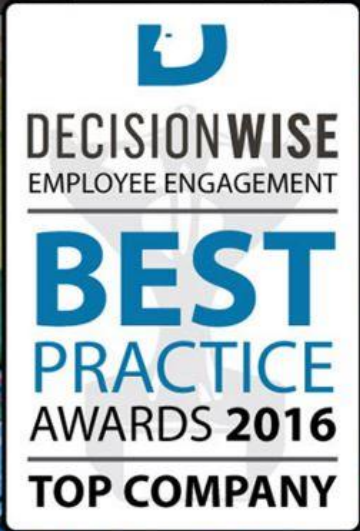 DECISIONWISE
EMPLOYEE ENGAGEMENT
BEST
PRACTICE
AWARDS 2016
TOP COMPANY